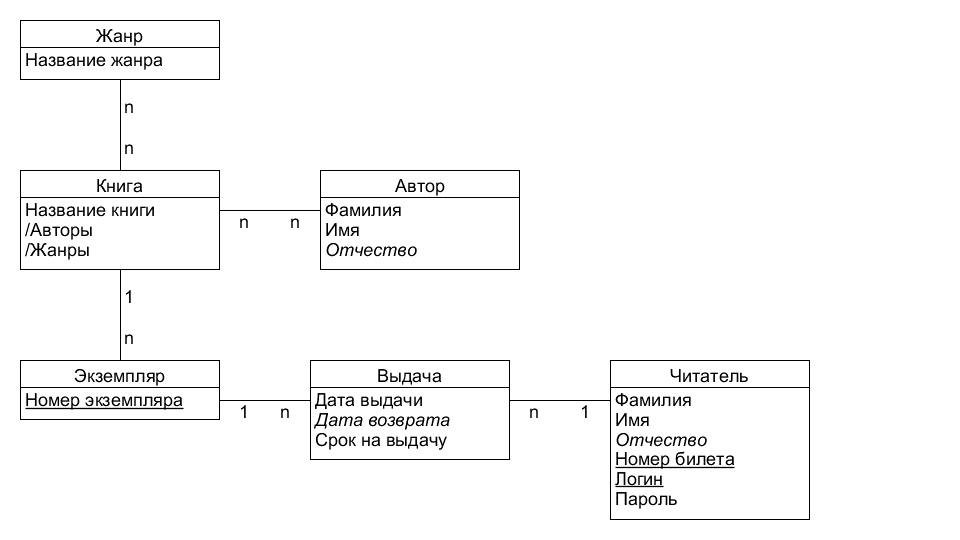 Жанр
Название жанра
n
n
Книга
Название книги
/Авторы
/Жанры
n n
Автор
Фамилия
Имя
Отчество
1
n
Экземпляр
Номер экземпляра
1 n
Выдача
Дата выдачи
Дата возврата
Срок на выдачу
n 1
Читатель
Фамилия
Имя
Отчество
Номер билета
Логин
Пароль